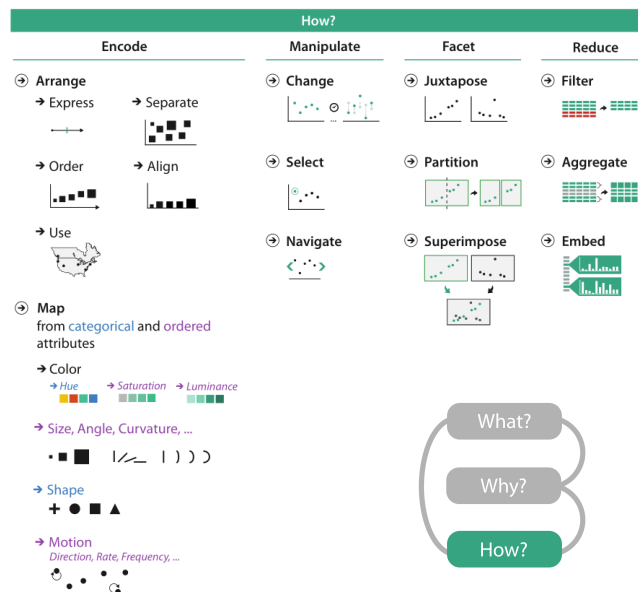 How?
Encode
Manipulate
Facet
Reduce
Arrange
Express
Separate
Order
Align
Use
Map
from categorical and ordered
attributes
Color
Hue
Saturation
Luminance
Size, Angle, Curvature, ...
Shape
Motion
Direction, Rate, Frequency, ...
Change
...
Select
Navigate
Juxtapose
Partition
Superimpose
Filter
Aggregate
Embed
What?
Why?
How?